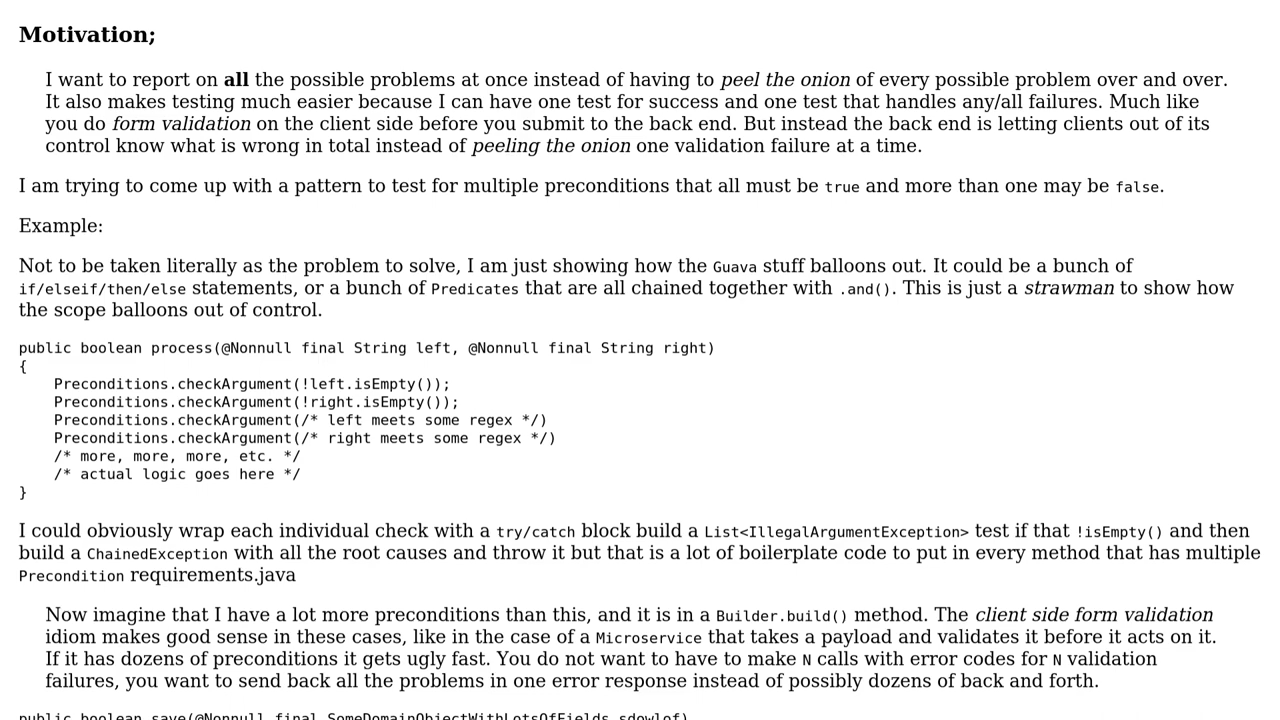 Motivation;
I want to report on all the possible problems at once instead of having to peel the onion of every possible problem over and over.
It also makes testing much easier because I can have one test for success and one test that handles any/all failures. Much like
you do form validation on the client side before you submit to the back end. But instead the back end is letting clients out of its
control know what is wrong in total instead of peeling the onion one validation failure at a time.
I am trying to come up with a pattern to test for multiple preconditions that all must be true and more than one may be false.
Example:
Not to be taken literally as the problem to solve, I am just showing how the Guava stuff balloons out. It could be a bunch of
if/elseif/then/else statements, or a bunch of Predicates that are all chained together with .and(). This is just a strawman to show how
the scope balloons out of control.
public boolean process(@Nonnull final String left, @Nonnull final String right)
{
    Preconditions.checkArgument(!left.isEmpty());
    Preconditions.checkArgument(!right.isEmpty());
    Preconditions.checkArgument(/* left meets some regex */)
    Preconditions.checkArgument(/* right meets some regex */)
    /* more, more, more, etc. */
    /* actual logic goes here */
}
I could obviously wrap each individual check with a try/catch block build a List<IllegalArgumentException> test if that !isEmpty() and then
build a ChainedException with all the root causes and throw it but that is a lot of boilerplate code to put in every method that has multiple
Precondition requirements.java
Now imagine that I have a lot more preconditions than this, and it is in a Builder.build() method. The client side form validation
idiom makes good sense in these cases, like in the case of a Microservice that takes a payload and validates it before it acts on it.
If it has dozens of preconditions it gets ugly fast. You do not want to have to make N calls with error codes for N validation
failures, you want to send back all the problems in one error response instead of possibly dozens of back and forth.
public boolean save(@Nonnull final SomeDomainObjectWithLotsOfFields sdowlof)